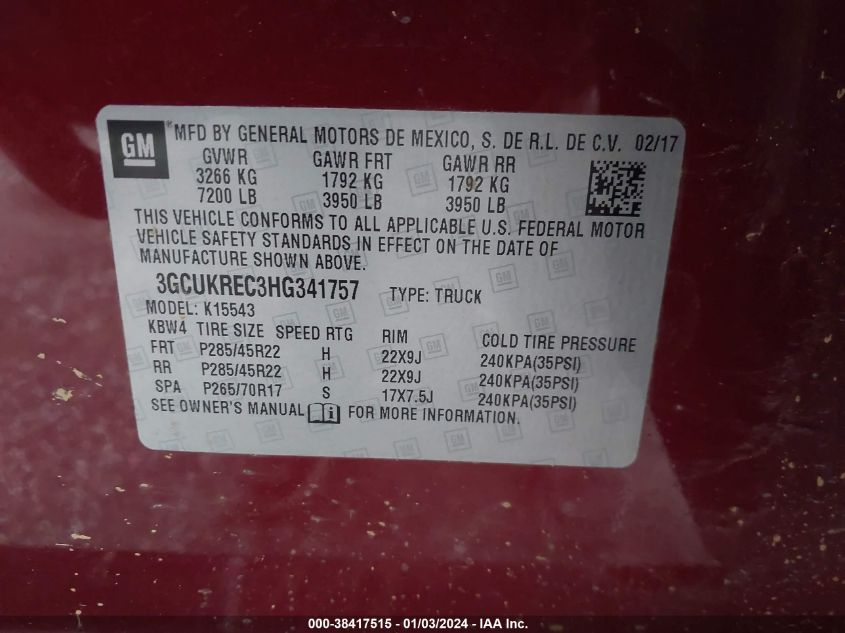 GM ® MFD BY GENERAL MOTORS DE MEXICO, S. DE R.L. DE C.V. 02/17
GVWR GAWR FRT GAWR RR
3266 KG 1792 KG 1792 KG
7200 LB 3950 LB 3950 LB
THIS VEHICLE CONFORMS TO ALL APPLICABLE U.S. FEDERAL MOTOR
VEHICLE SAFETY STANDARDS IN EFFECT ON THE DATE OF
MANUFACTURE SHOWN ABOVE.
3GCUKREC3HG341757 TYPE: TRUCK
MODEL: K15543
KBW4 TIRE SIZE SPEED RTG RIM COLD TIRE PRESSURE
FRT P285/45R22 H 22X9J 240KPA(35PSI)
RR P285/45R22 H 22X9J 240KPA(35PSI)
SPA P265/70R17 S 17X7.5J 240KPA(35PSI)
SEE OWNER'S MANUAL i FOR MORE INFORMATION.
000-38417515 - 01/03/2024 - IAA Inc.